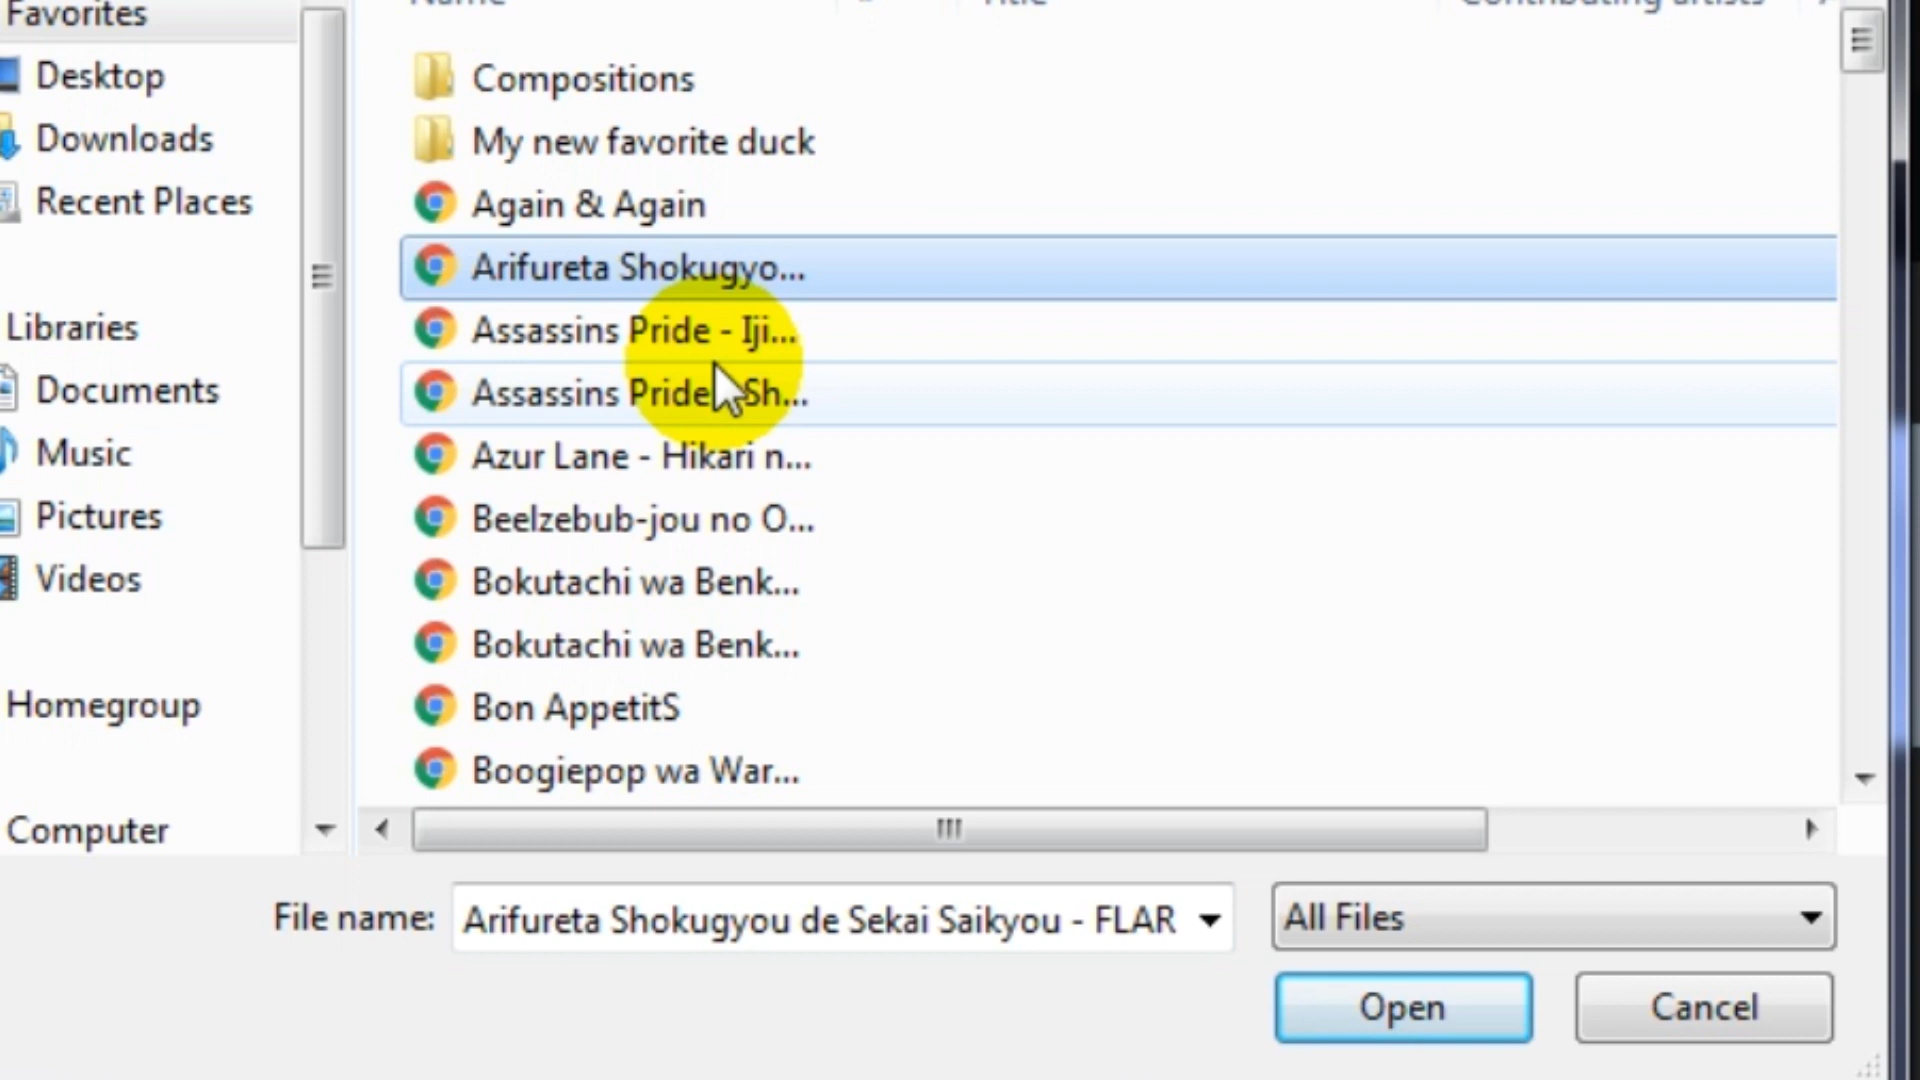 Favorites
Desktop
Downloads
Recent Places
Libraries
Documents
Music
Pictures
Videos
Homegroup
Computer
Name Title Contributing artists
Compositions
My new favorite duck
Again & Again
Arifureta Shokugyo...
Assassins Pride - Iji...
Assassins Pride - Sh...
Azur Lane - Hikari n...
Beelzebub-jou no O...
Bokutachi wa Benk...
Bokutachi wa Benk...
Bon AppetitS
Boogiepop wa War...
File name: Arifureta Shokugyou de Sekai Saikyou - FLAR All Files
Open Cancel